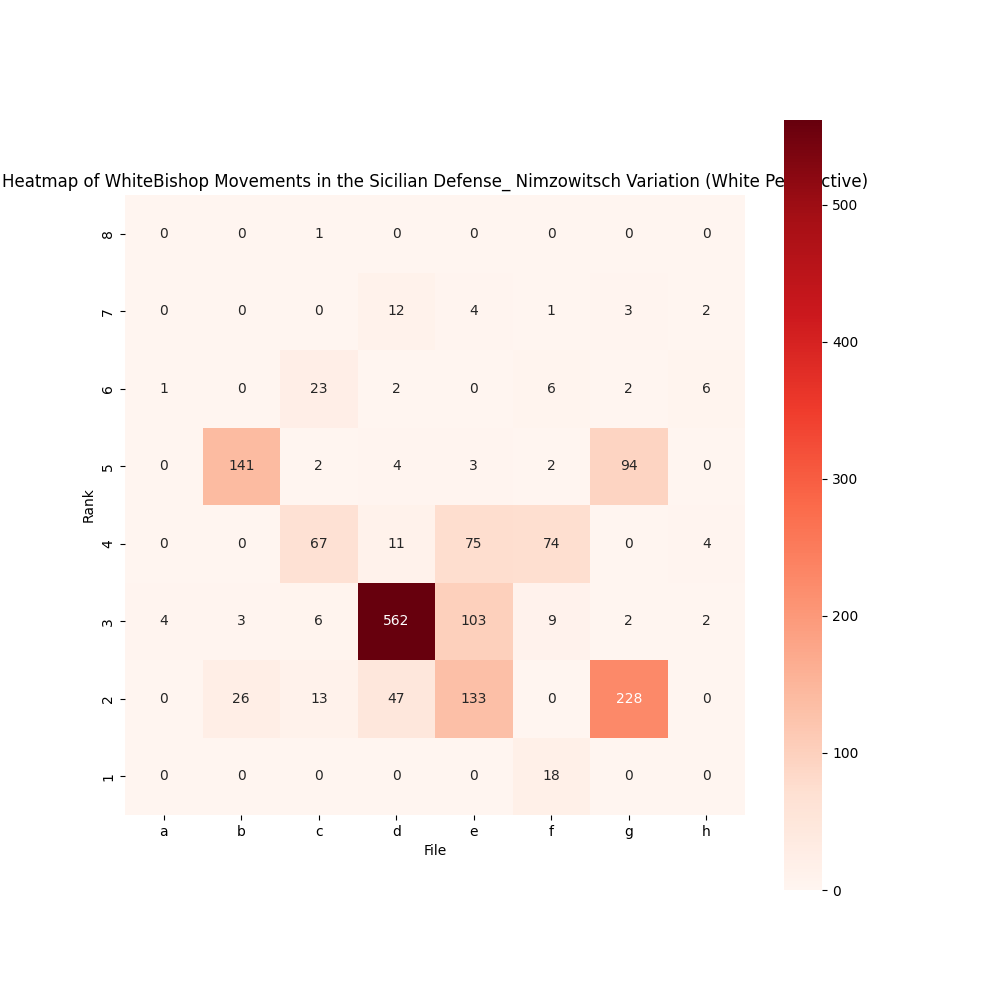 Heatmap of WhiteBishop Movements in the Sicilian Defense_ Nimzowitsch Variation (White Pe ctive)
500
8 0 0 1 0 0 0 0 0
7 0 0 0 12 4 1 3 2
400
6 1 0 23 2 0 6 2 6
5 0 141 2 4 3 2 94 0
300
Rank
4 0 0 67 11 75 74 0 4
200
3 4 3 6 562 103 9 2 2
2 0 26 13 47 133 0 228 0
100
1 0 0 0 0 0 18 0 0
a b c d e f g h
File
0